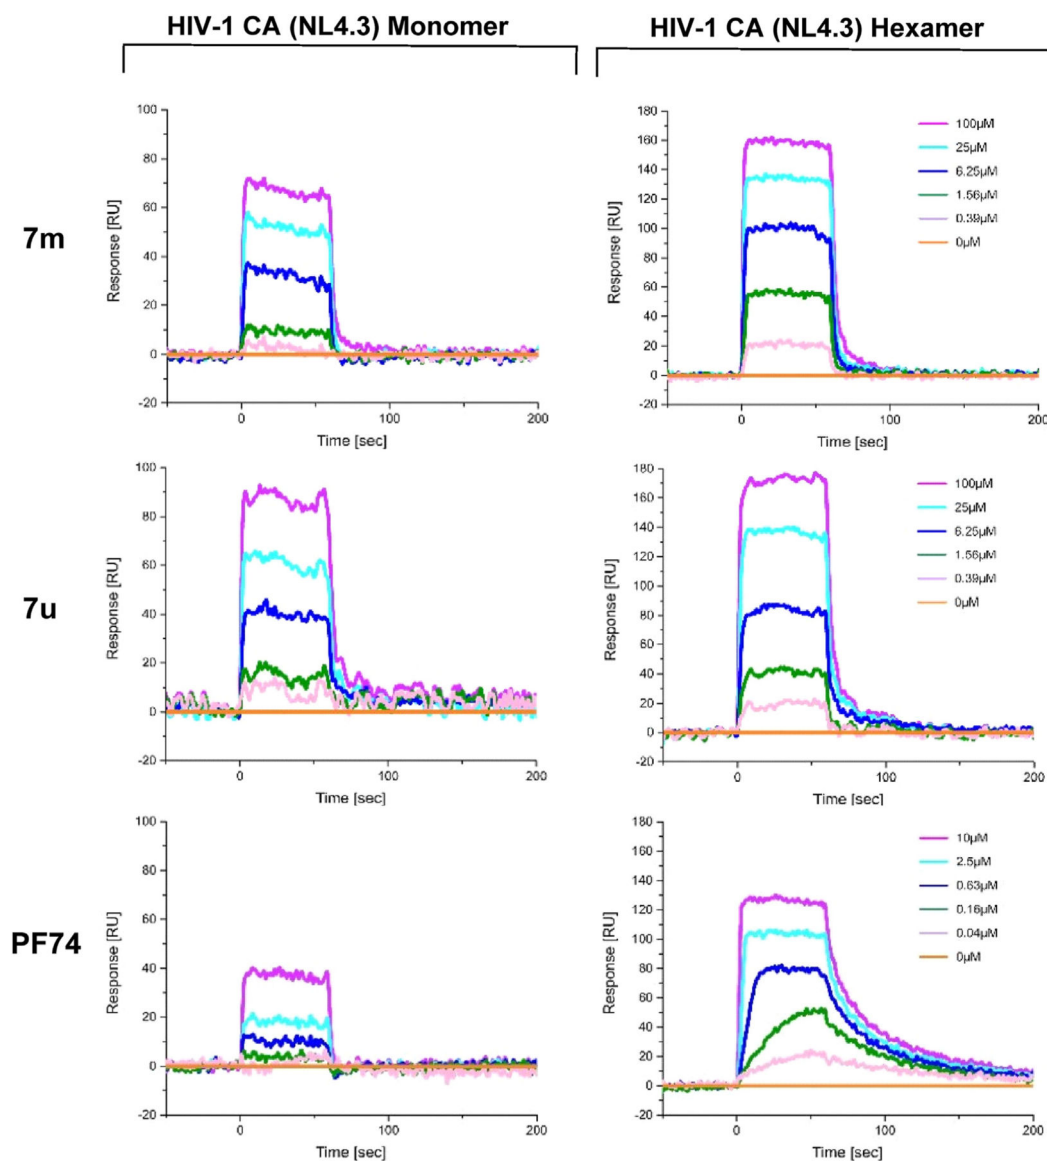 HIV-1 CA (NL4.3) Monomer
HIV-1 CA (NL4.3) Hexamer
7m
100
80
60
40
20
0
-20
Response [RU]
0
100
200
Time [sec]
180
160
140
120
100
80
60
40
20
0
-20
Response [RU]
0
100
200
Time [sec]
100µM
25µM
6.25µM
1.56µM
0.39µM
0µM
7u
100
80
60
40
20
0
-20
Response [RU]
0
100
200
Time [sec]
180
160
140
120
100
80
60
40
20
0
-20
Response [RU]
0
100
200
Time [sec]
100µM
25µM
6.25µM
1.56µM
0.39µM
0µM
PF74
100
80
60
40
20
0
-20
Response [RU]
0
100
200
Time [sec]
180
160
140
120
100
80
60
40
20
0
-20
Response [RU]
0
100
200
Time [sec]
10µM
2.5µM
0.63µM
0.16µM
0.04µM
0µM